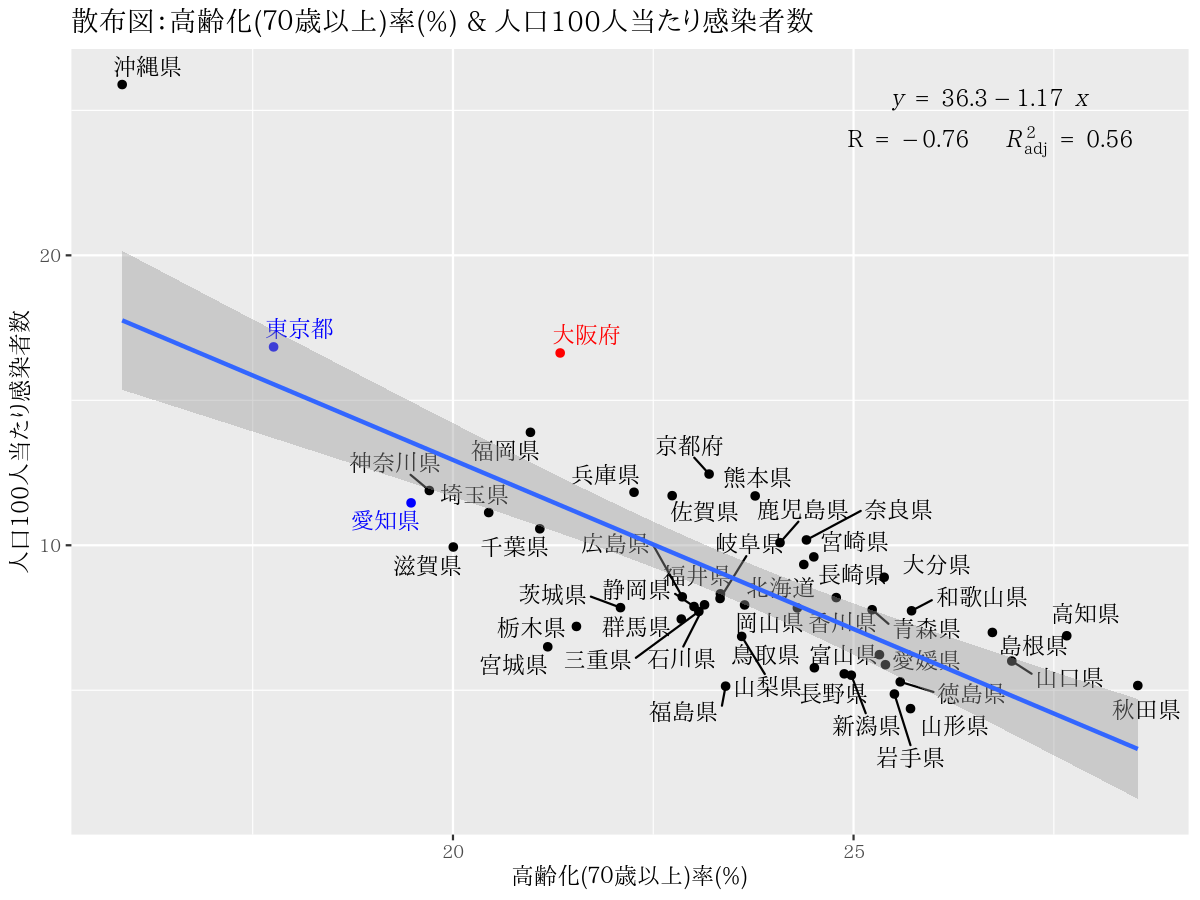 散布図：高齢化(70歳以上)率(%) & 人口100人当たり感染者数
沖縄県
y = 36.3 − 1.17 x
R = −0.76 R²adj = 0.56
20
東京都
大阪府
福岡県
京都府
神奈川県
兵庫県
熊本県
埼玉県
愛知県
佐賀県
鹿児島県
奈良県
10
千葉県
広島県
岐阜県
宮崎県
滋賀県
福井県
長崎県
大分県
茨城県
静岡県
北海道
和歌山県
高知県
栃木県
群馬県
岡山県
香川県
青森県
島根県
宮城県
三重県
石川県
鳥取県
富山県
愛媛県
山口県
山梨県
長野県
徳島県
福島県
新潟県
山形県
秋田県
岩手県
20
25
高齢化(70歳以上)率(%)
人口100人当たり感染者数